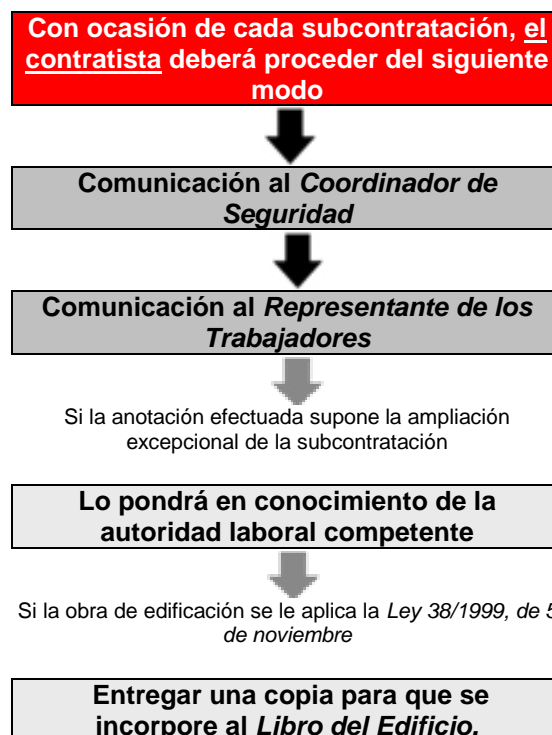 Con ocasión de cada subcontratación, el
contratista deberá proceder del siguiente
modo
Comunicación al Coordinador de
Seguridad
Comunicación al Representante de los
Trabajadores
Si la anotación efectuada supone la ampliación
excepcional de la subcontratación
Lo pondrá en conocimiento de la
autoridad laboral competente
Si la obra de edificación se le aplica la Ley 38/1999, de 5
de noviembre
Entregar una copia para que se
incorpore al Libro del Edificio.